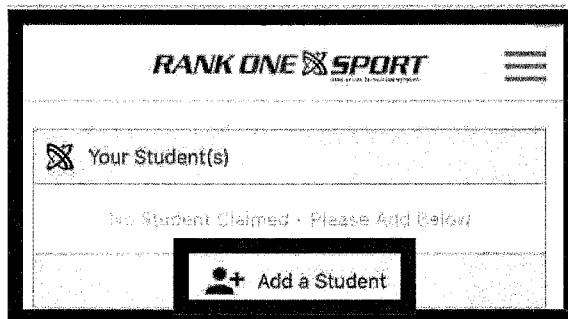 RANK ONE SPORT
Your Student(s)
No Student Claimed - Please Add Below
Add a Student